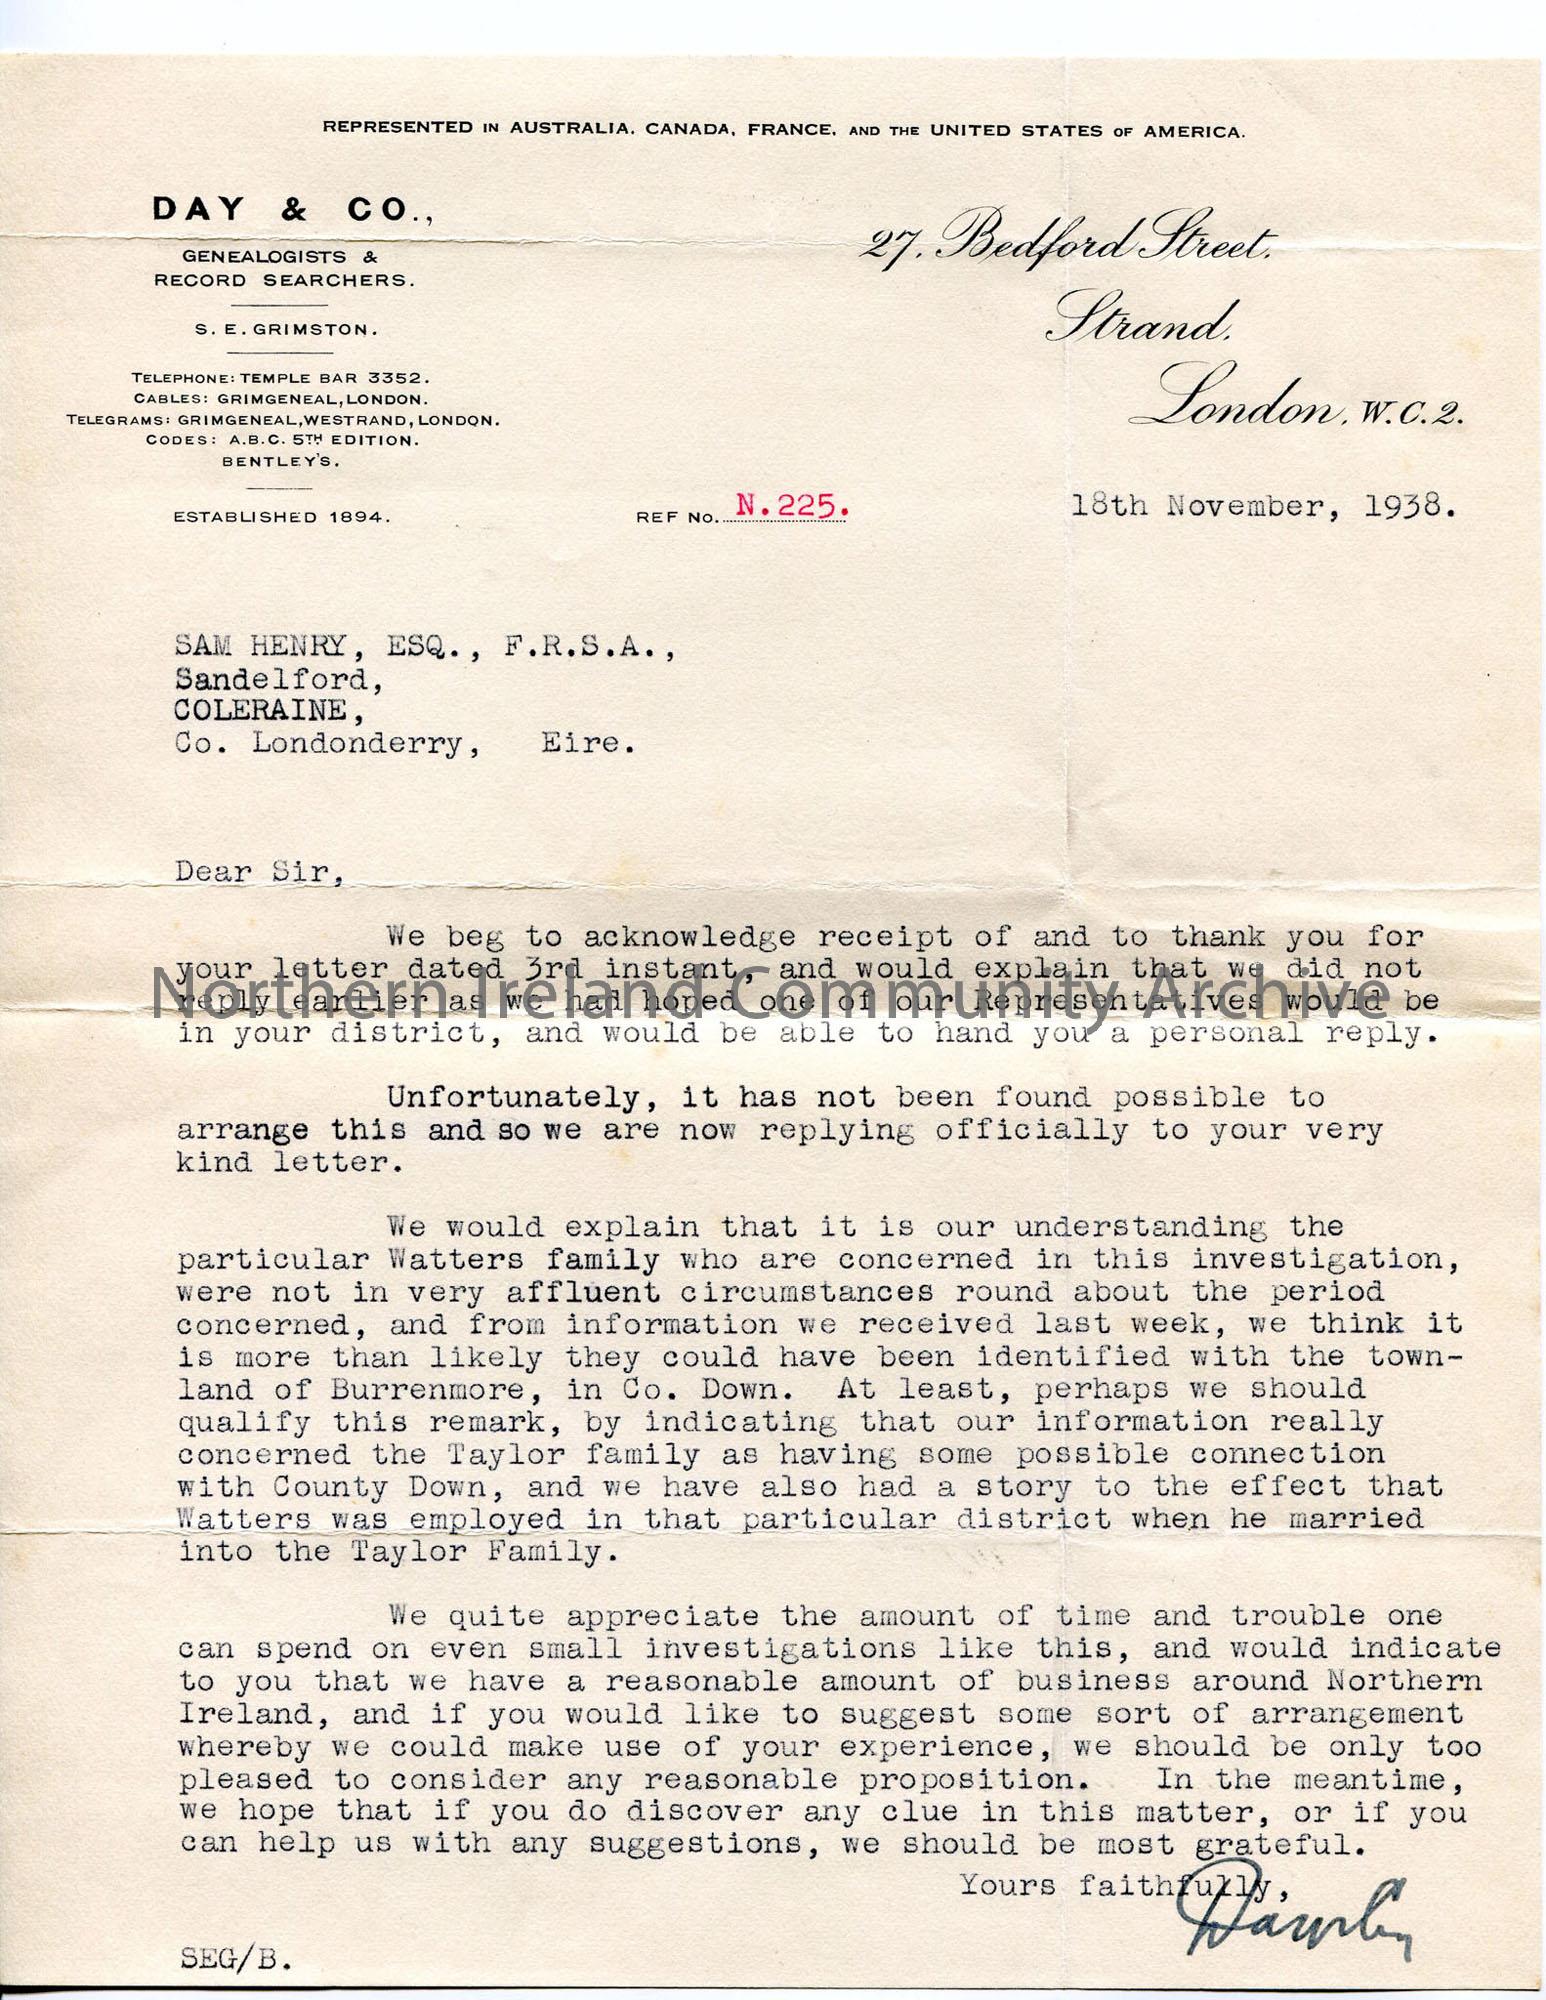 REPRESENTED IN AUSTRALIA, CANADA, FRANCE, AND THE UNITED STATES OF AMERICA.
DAY & CO.,
GENEALOGISTS &
RECORD SEARCHERS.
S. E. GRIMSTON.
TELEPHONE: TEMPLE BAR 3352.
CABLES: GRIMGENEAL, LONDON.
TELEGRAMS: GRIMGENEAL, WESTRAND, LONDON.
CODES: A.B.C. 5TH EDITION.
BENTLEY'S.
ESTABLISHED 1894.
27, Bedford Street,
Strand,
London, W.C.2.
REF No. N.225.
18th November, 1938.
SAM HENRY, ESQ., F.R.S.A.,
Sandelford,
COLERAINE,
Co. Londonderry, Eire.
Dear Sir,
We beg to acknowledge receipt of and to thank you for
your letter dated 3rd instant, and would explain that we did not
reply earlier as we had hoped one of our Representatives would be
in your district, and would be able to hand you a personal reply.
Northern Ireland Community Archive
Unfortunately, it has not been found possible to
arrange this and so we are now replying officially to your very
kind letter.
We would explain that it is our understanding the
particular Watters family who are concerned in this investigation,
were not in very affluent circumstances round about the period
concerned, and from information we received last week, we think it
is more than likely they could have been identified with the town-
land of Burrenmore, in Co. Down. At least, perhaps we should
qualify this remark, by indicating that our information really
concerned the Taylor family as having some possible connection
with County Down, and we have also had a story to the effect that
Watters was employed in that particular district when he married
into the Taylor Family.
We quite appreciate the amount of time and trouble one
can spend on even small investigations like this, and would indicate
to you that we have a reasonable amount of business around Northern
Ireland, and if you would like to suggest some sort of arrangement
whereby we could make use of your experience, we should be only too
pleased to consider any reasonable proposition. In the meantime,
we hope that if you do discover any clue in this matter, or if you
can help us with any suggestions, we should be most grateful.
Yours faithfully,
SEG/B.